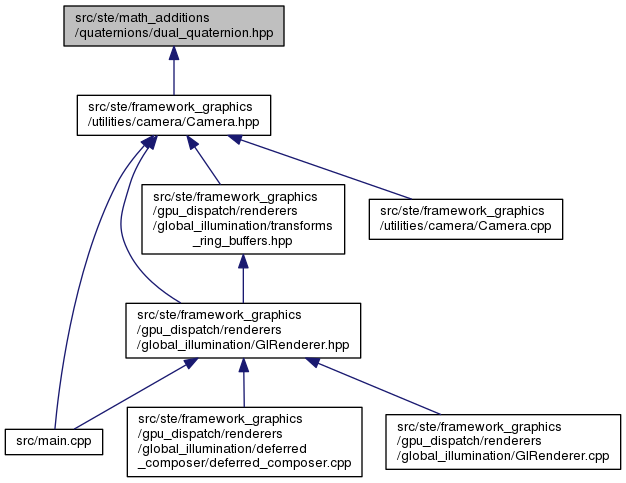 src/ste/math_additions
/quaternions/dual_quaternion.hpp
src/ste/framework_graphics
/utilities/camera/Camera.hpp
src/ste/framework_graphics
/gpu_dispatch/renderers
/global_illumination/transforms
_ring_buffers.hpp
src/ste/framework_graphics
/utilities/camera/Camera.cpp
src/ste/framework_graphics
/gpu_dispatch/renderers
/global_illumination/GIRenderer.hpp
src/main.cpp
src/ste/framework_graphics
/gpu_dispatch/renderers
/global_illumination/deferred
_composer/deferred_composer.cpp
src/ste/framework_graphics
/gpu_dispatch/renderers
/global_illumination/GIRenderer.cpp